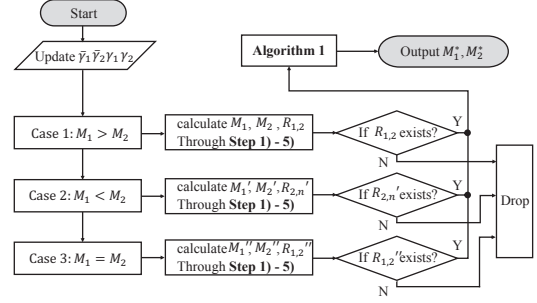 Start
Update γ̄₁ γ̄₂ γ₁ γ₂
Algorithm 1
Output M₁*, M₂*
Case 1: M₁ > M₂
calculate M₁, M₂, R₁,₂
Through Step 1) - 5)
If R₁,₂ exists?
Y
N
Case 2: M₁ < M₂
calculate M₁′, M₂′, R₂,ₙ′
Through Step 1) - 5)
If R₂,ₙ′ exists?
Y
N
Drop
Case 3: M₁ = M₂
calculate M₁′′, M₂′′, R₁,₂′′
Through Step 1) - 5)
If R₁,₂′′ exists?
Y
N